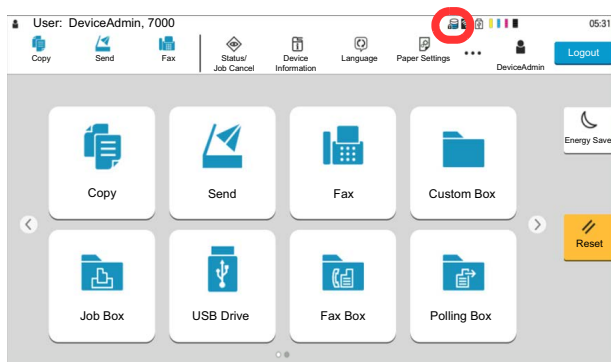 User: DeviceAdmin, 7000
05:31
Copy
Send
Fax
Status/
Job Cancel
Device
Information
Language
Paper Settings
DeviceAdmin
Logout
Copy
Send
Fax
Custom Box
Energy Save
Reset
Job Box
USB Drive
Fax Box
Polling Box